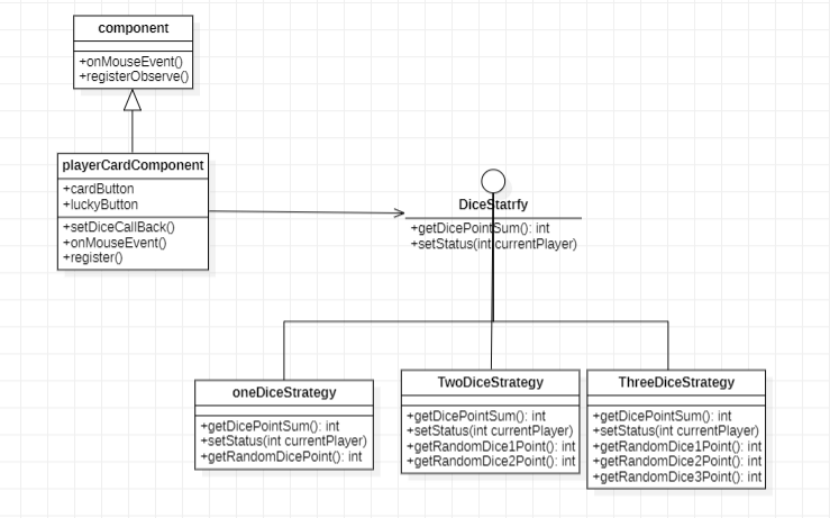 component
+onMouseEvent()
+registerObserve()
playerCardComponent
+cardButton
+luckyButton
+setDiceCallBack()
+onMouseEvent()
+register()
DiceStatrfy
+getDicePointSum(): int
+setStatus(int currentPlayer)
oneDiceStrategy
+getDicePointSum(): int
+setStatus(int currentPlayer)
+getRandomDicePoint(): int
TwoDiceStrategy
+getDicePointSum(): int
+setStatus(int currentPlayer)
+getRandomDice1Point(): int
+getRandomDice2Point(): int
ThreeDiceStrategy
+getDicePointSum(): int
+setStatus(int currentPlayer)
+getRandomDice1Point(): int
+getRandomDice2Point(): int
+getRandomDice3Point(): int